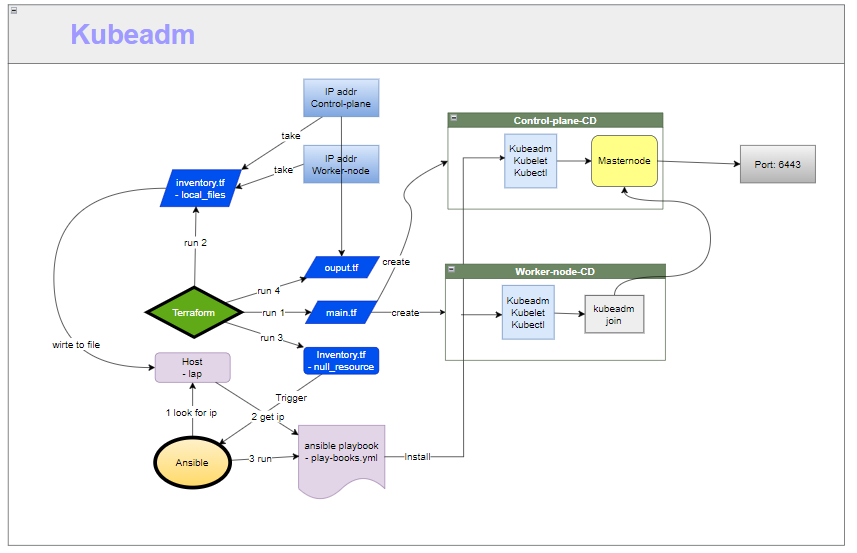 Kubeadm
IP addr
Control-plane
take
IP addr
Worker-node
take
inventory.tf
- local_files
run 2
Control-plane-CD
Kubeadm
Kubelet
Kubectl
Masternode
Port: 6443
ouput.tf
create
run 4
Terraform
run 1
main.tf
create
Worker-node-CD
Kubeadm
Kubelet
Kubectl
kubeadm
join
run 3
wirte to file
Host
- lap
Inventory.tf
- null_resource
Trigger
1 look for ip
2 get ip
Ansible
3 run
ansible playbook
- play-books.yml
Install